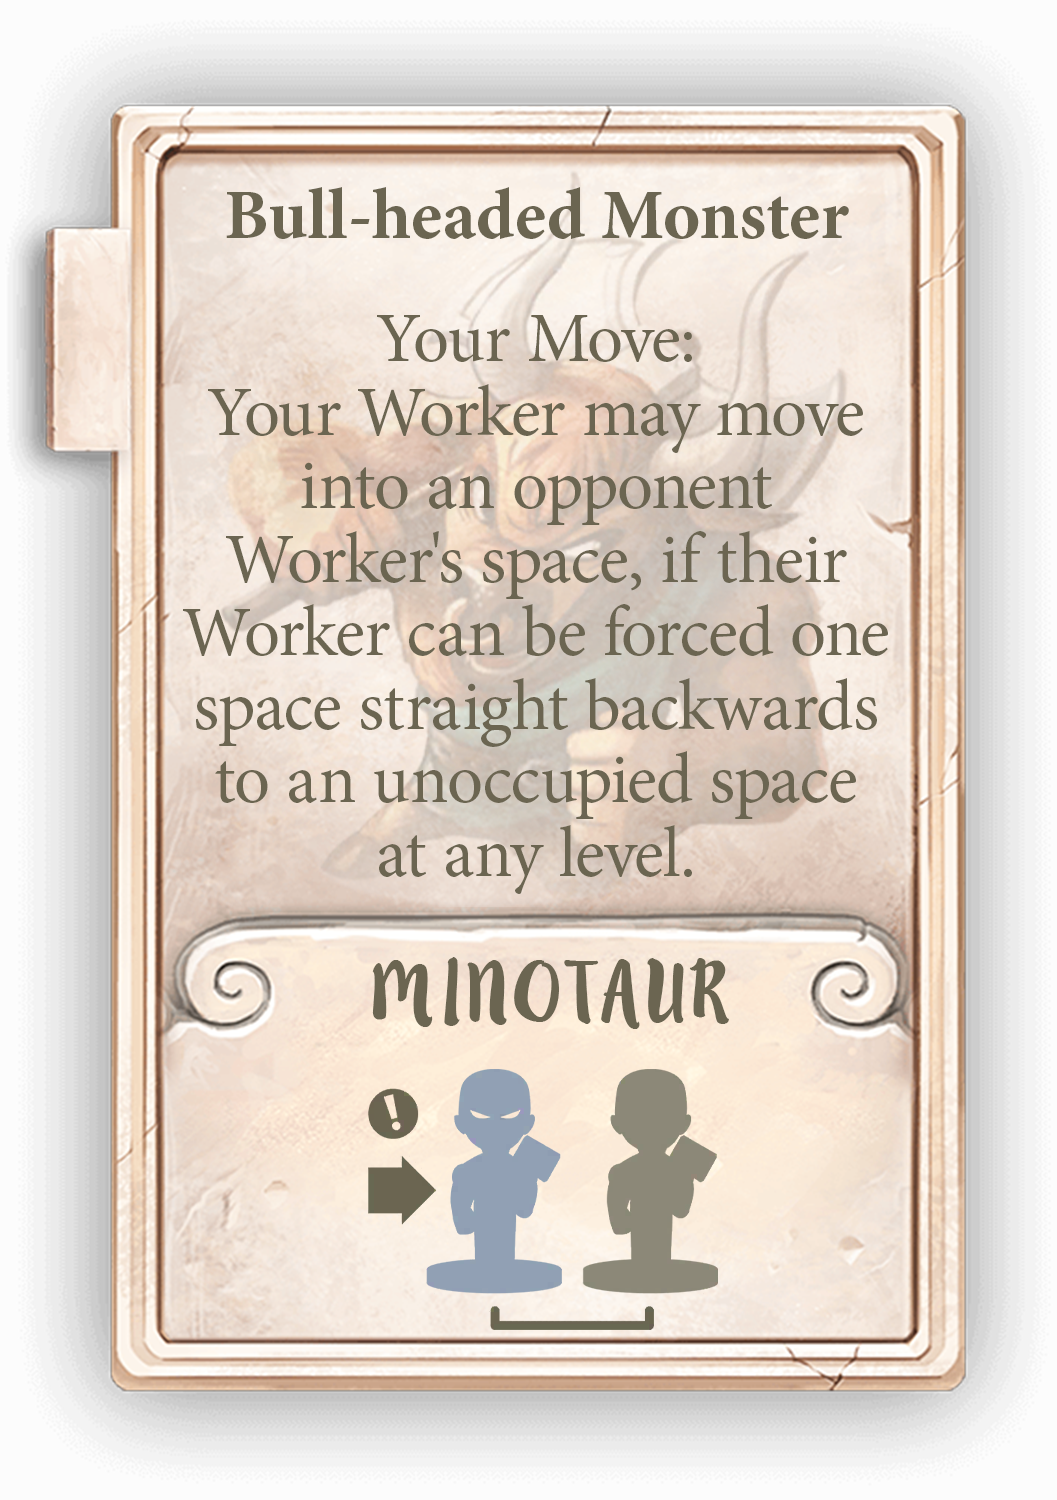 Bull-headed Monster
Your Move:
Your Worker may move
into an opponent
Worker's space, if their
Worker can be forced one
space straight backwards
to an unoccupied space
at any level.
MINOTAUR
!